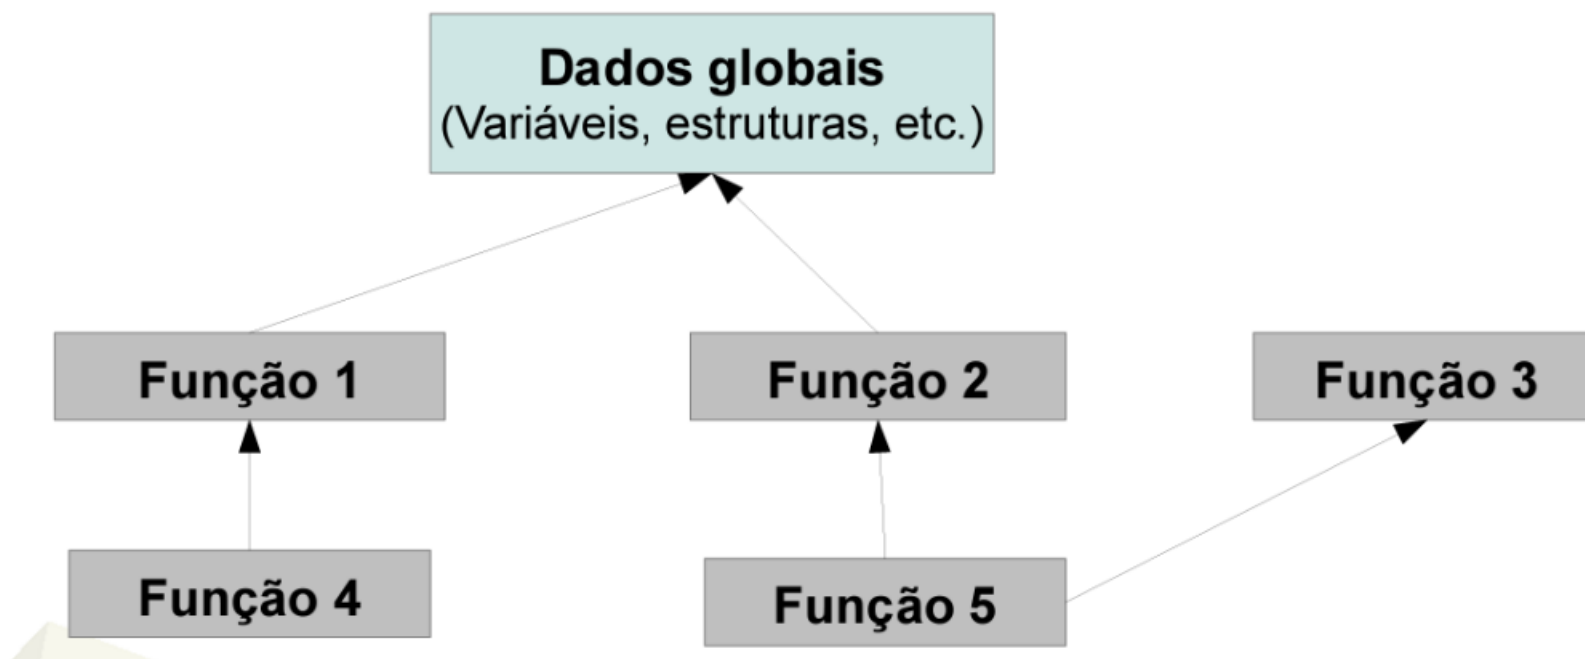 Dados globais
(Variáveis, estruturas, etc.)
Função 1
Função 2
Função 3
Função 4
Função 5